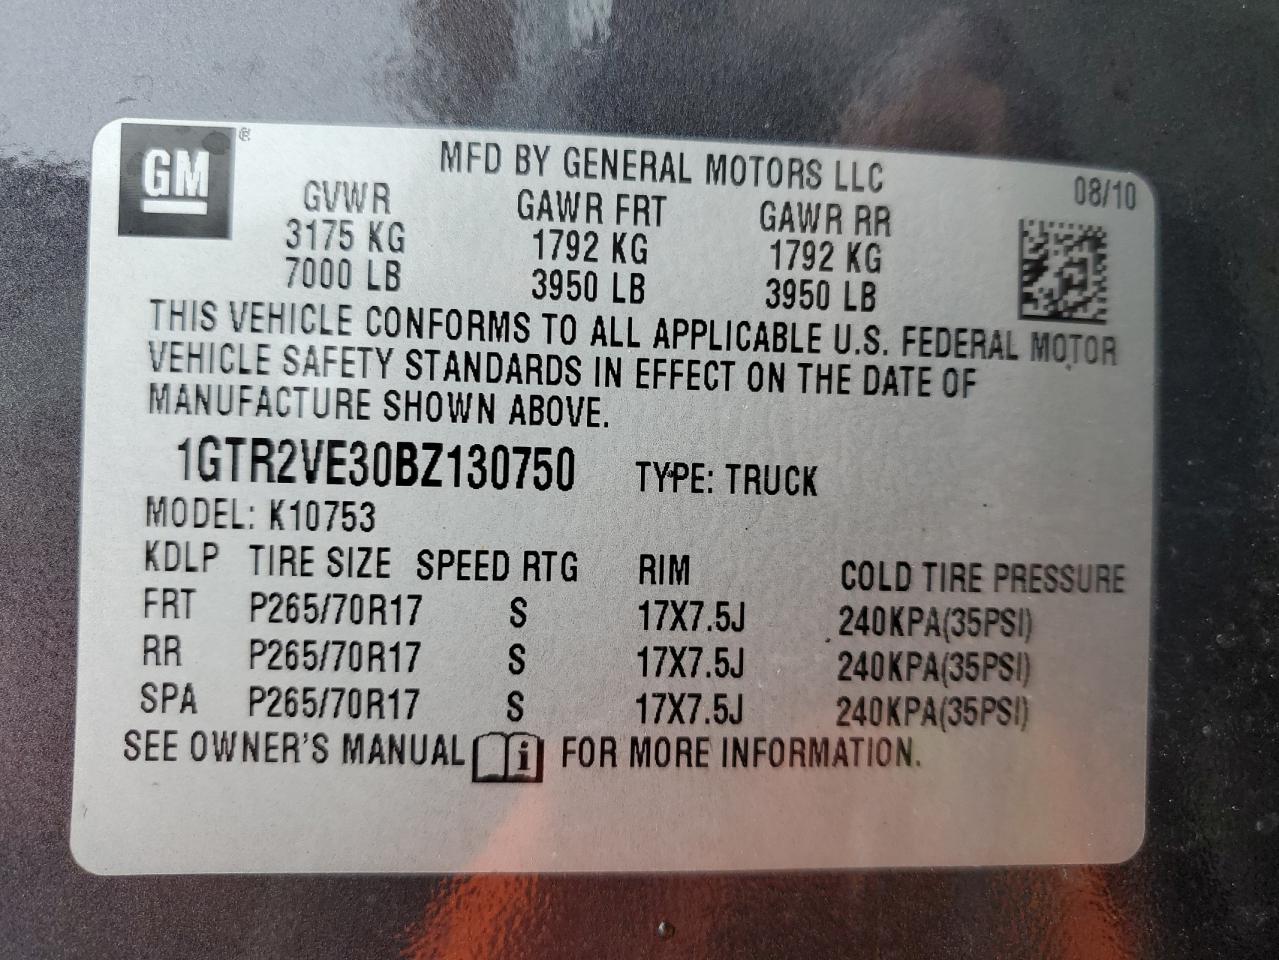 GM ®
MFD BY GENERAL MOTORS LLC
08/10
GVWR GAWR FRT GAWR RR
3175 KG 1792 KG 1792 KG
7000 LB 3950 LB 3950 LB
THIS VEHICLE CONFORMS TO ALL APPLICABLE U.S. FEDERAL MOTOR
VEHICLE SAFETY STANDARDS IN EFFECT ON THE DATE OF
MANUFACTURE SHOWN ABOVE.
1GTR2VE30BZ130750 TYPE: TRUCK
MODEL: K10753
KDLP TIRE SIZE SPEED RTG RIM COLD TIRE PRESSURE
FRT P265/70R17 S 17X7.5J 240KPA(35PSI)
RR P265/70R17 S 17X7.5J 240KPA(35PSI)
SPA P265/70R17 S 17X7.5J 240KPA(35PSI)
SEE OWNER'S MANUAL i FOR MORE INFORMATION.